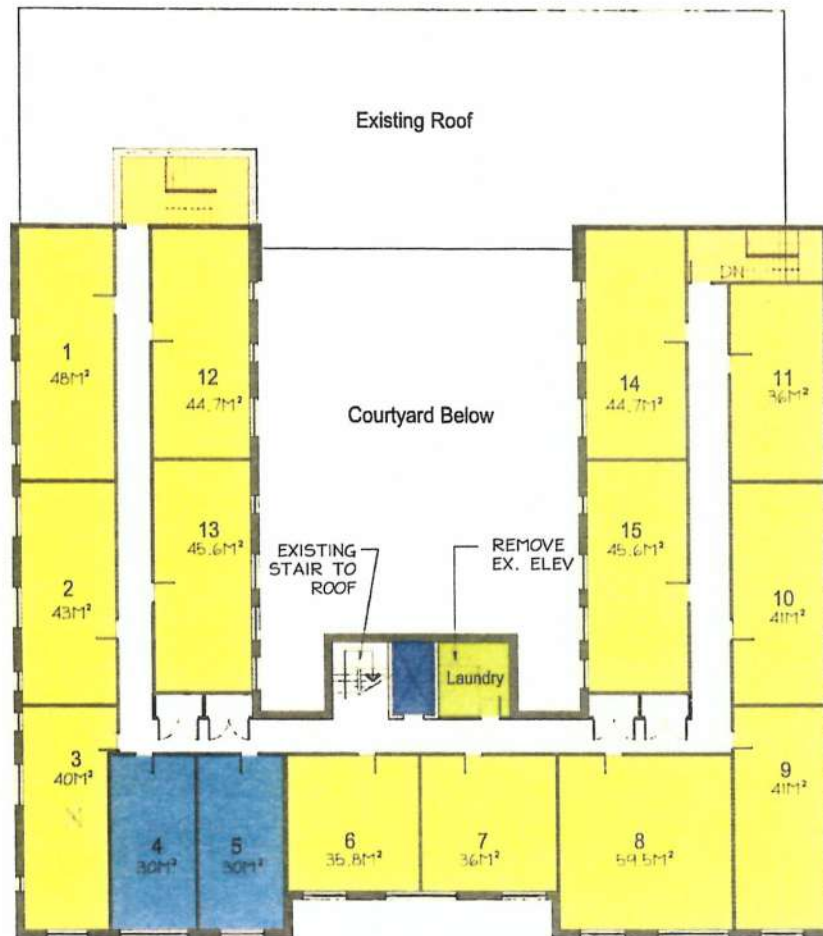 Existing Roof
DN
1
48M²
12
44.7M²
14
44.7M²
11
36M²
Courtyard Below
13
45.6M²
15
45.6M²
EXISTING
STAIR TO
ROOF
REMOVE
EX. ELEV
2
43M²
10
41M²
Laundry
3
40M²
9
41M²
4
30M²
5
30M²
6
35.8M²
7
36M²
8
59.5M²